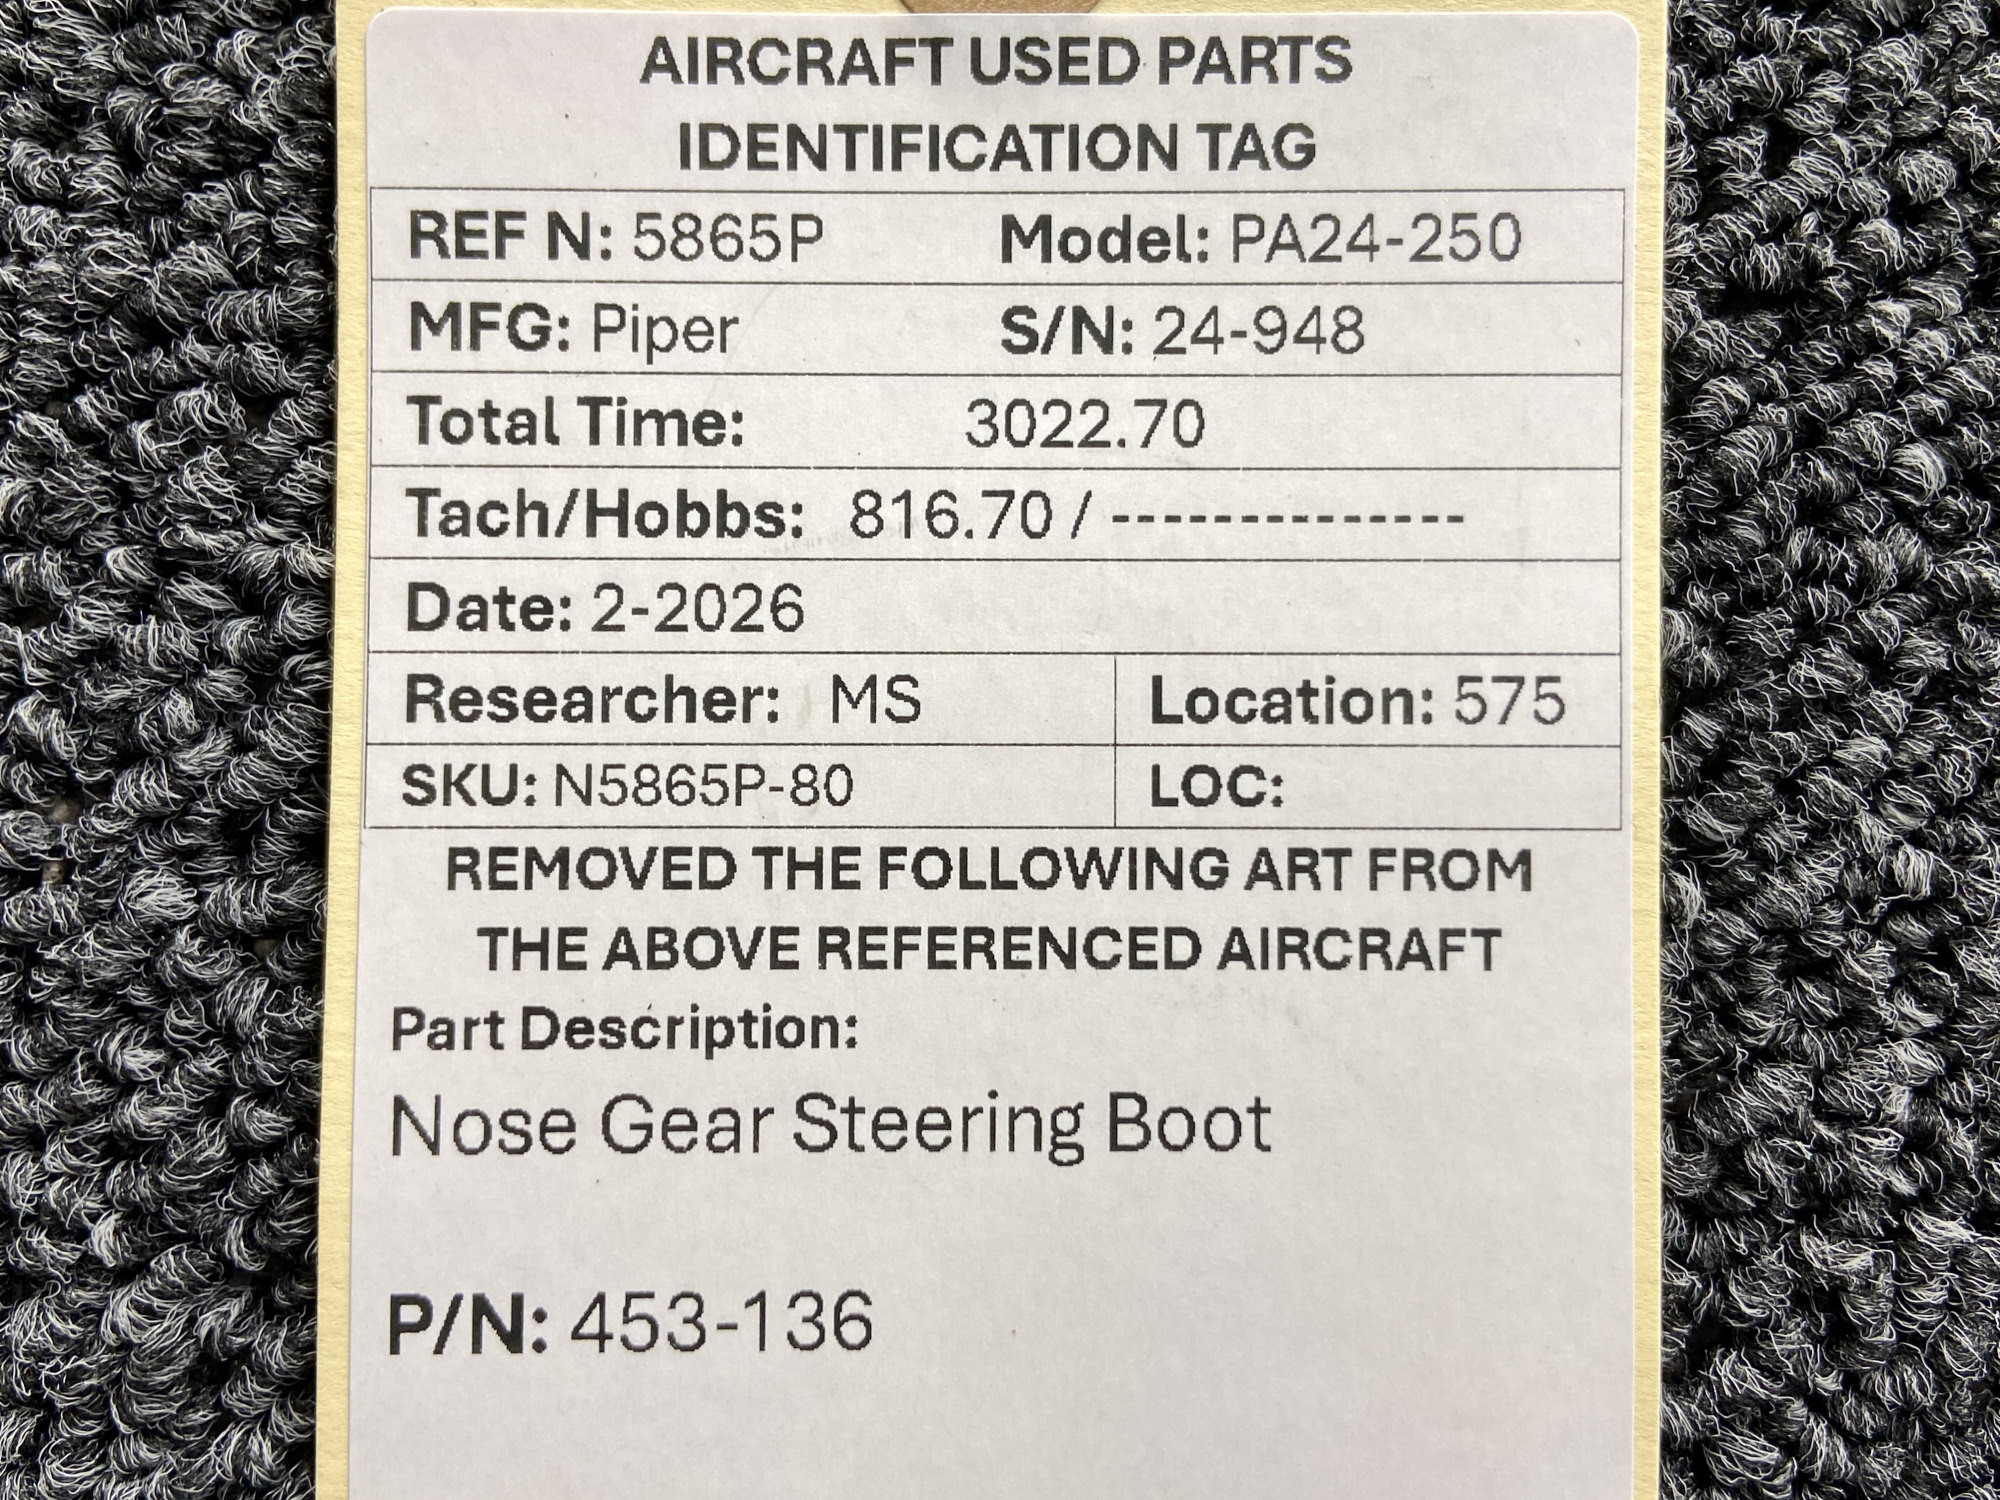 AIRCRAFT USED PARTS
IDENTIFICATION TAG
REF N: 5865P Model: PA24-250
MFG: Piper S/N: 24-948
Total Time: 3022.70
Tach/Hobbs: 816.70 / --------------
Date: 2-2026
Researcher: MS Location: 575
SKU: N5865P-80 LOC:
REMOVED THE FOLLOWING ART FROM
THE ABOVE REFERENCED AIRCRAFT
Part Description:
Nose Gear Steering Boot
P/N: 453-136